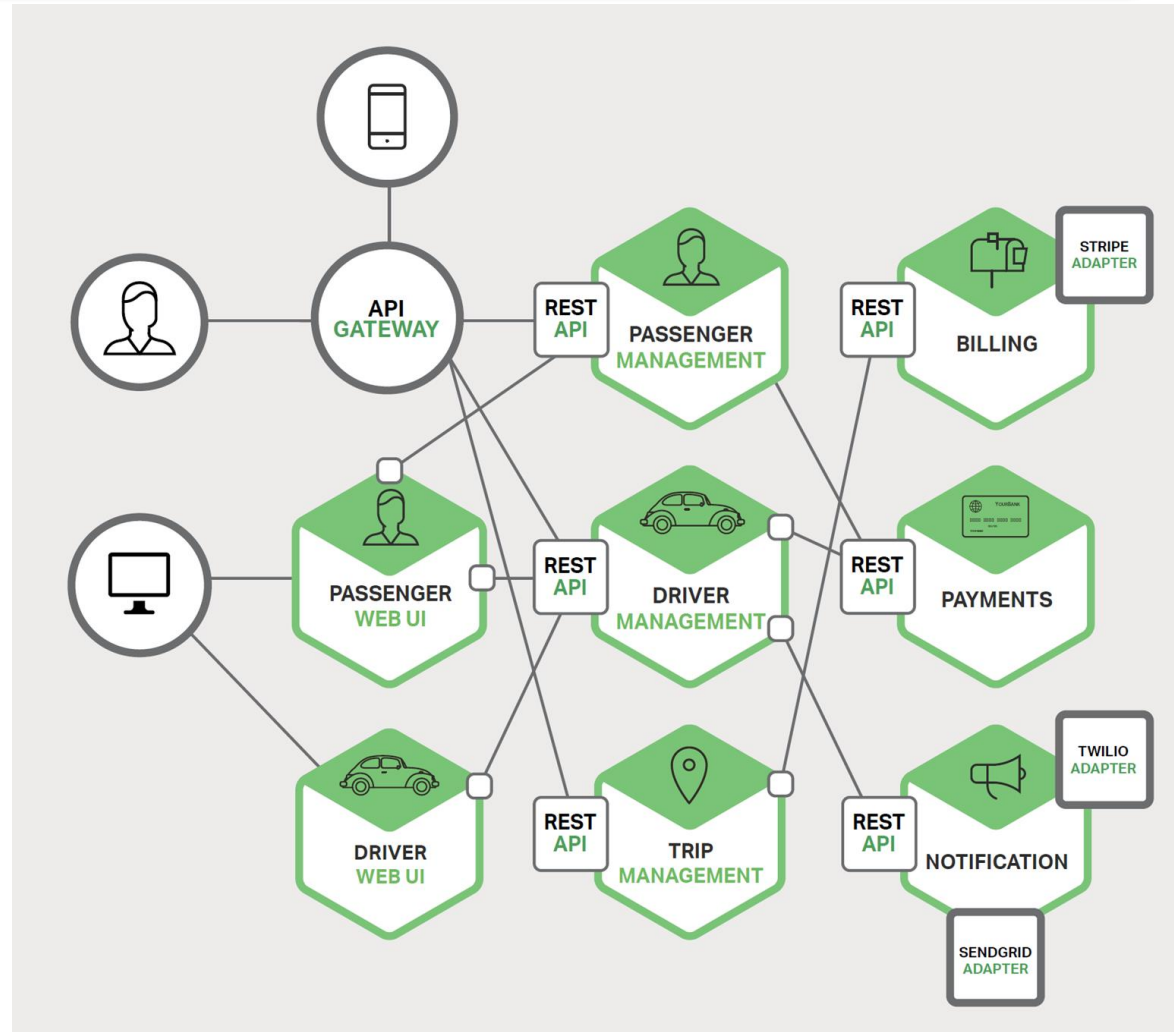 API
GATEWAY
REST
API
PASSENGER
MANAGEMENT
REST
API
BILLING
STRIPE
ADAPTER
PASSENGER
WEB UI
REST
API
DRIVER
MANAGEMENT
REST
API
YOURBANK
PAYMENTS
DRIVER
WEB UI
REST
API
TRIP
MANAGEMENT
REST
API
NOTIFICATION
TWILIO
ADAPTER
SENDGRID
ADAPTER